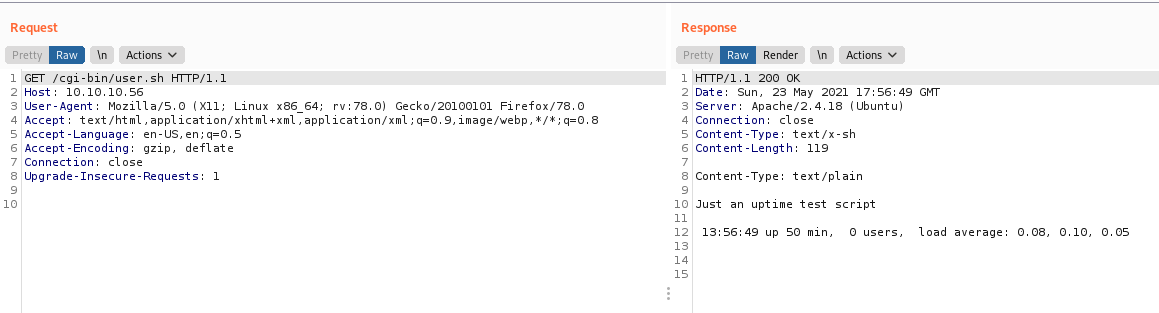 Request
Pretty Raw \n Actions
1 GET /cgi-bin/user.sh HTTP/1.1
2 Host: 10.10.10.56
3 User-Agent: Mozilla/5.0 (X11; Linux x86_64; rv:78.0) Gecko/20100101 Firefox/78.0
4 Accept: text/html,application/xhtml+xml,application/xml;q=0.9,image/webp,*/*;q=0.8
5 Accept-Language: en-US,en;q=0.5
6 Accept-Encoding: gzip, deflate
7 Connection: close
8 Upgrade-Insecure-Requests: 1
9
10
Response
Pretty Raw Render \n Actions
1 HTTP/1.1 200 OK
2 Date: Sun, 23 May 2021 17:56:49 GMT
3 Server: Apache/2.4.18 (Ubuntu)
4 Connection: close
5 Content-Type: text/x-sh
6 Content-Length: 119
7
8 Content-Type: text/plain
9
10 Just an uptime test script
11
12 13:56:49 up 50 min,  0 users,  load average: 0.08, 0.10, 0.05
13
14
15